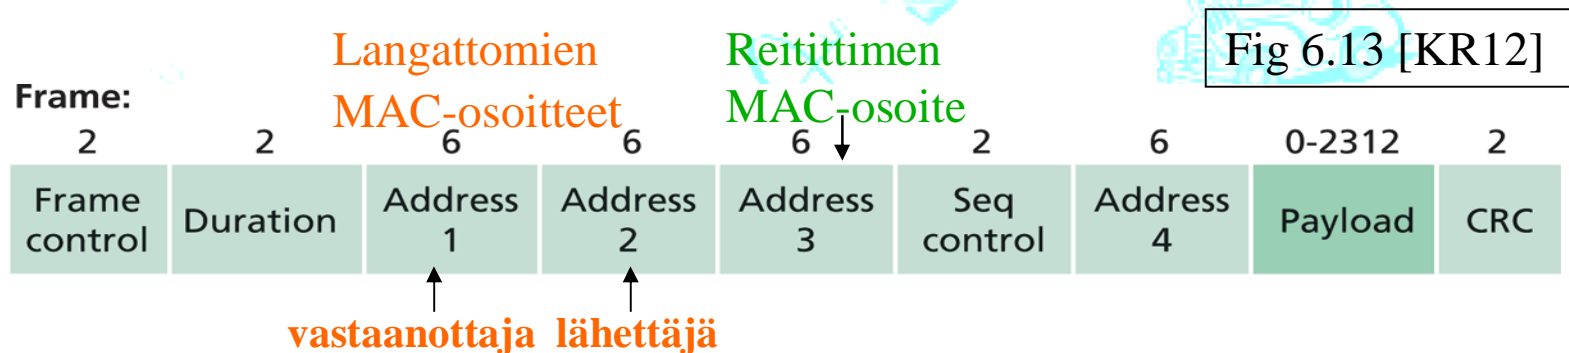 Langattomien
MAC-osoitteet
Reitittimen
MAC-osoite
Fig 6.13 [KR12]
Frame:
2 2 6 6 6 2 6 0-2312 2
Frame control
Duration
Address 1
Address 2
Address 3
Seq control
Address 4
Payload
CRC
vastaanottaja lähettäjä